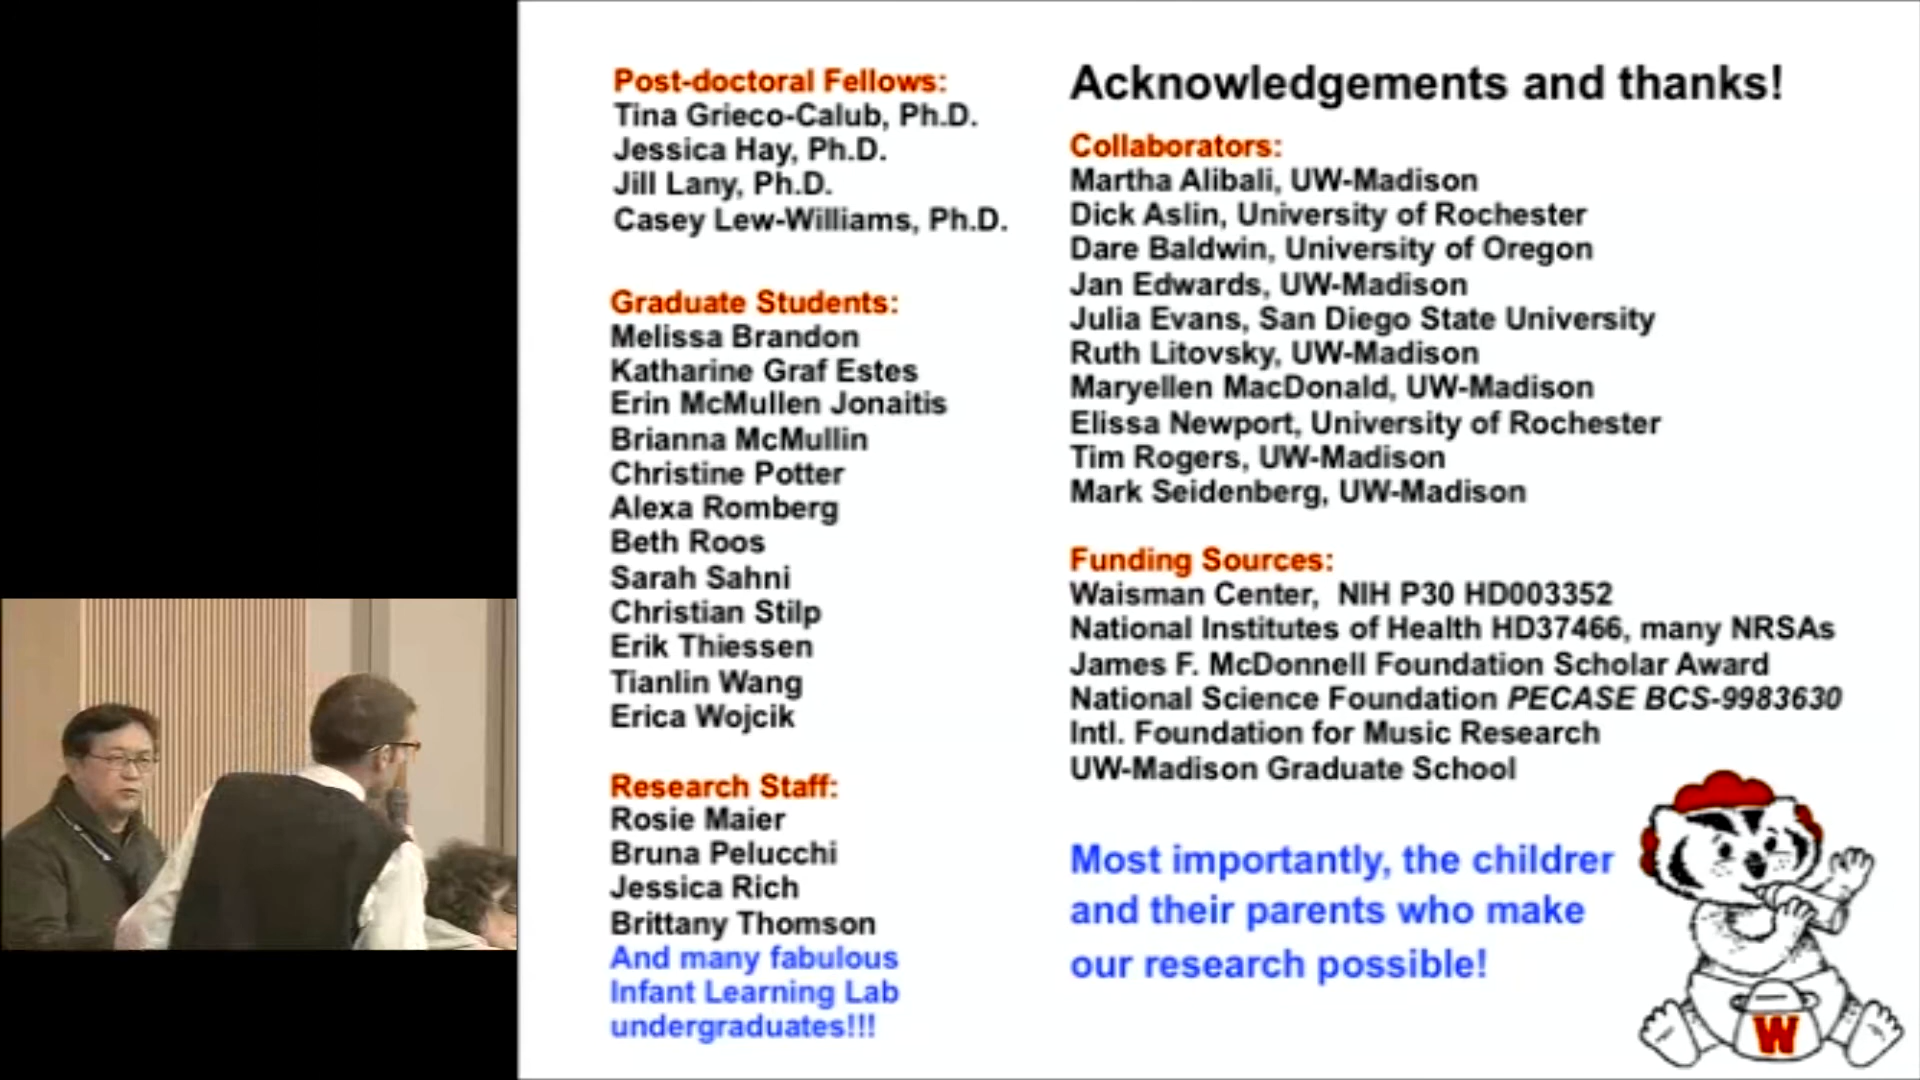 Post-doctoral Fellows:
Tina Grieco-Calub, Ph.D.
Jessica Hay, Ph.D.
Jill Lany, Ph.D.
Casey Lew-Williams, Ph.D.
Graduate Students:
Melissa Brandon
Katharine Graf Estes
Erin McMullen Jonaitis
Brianna McMullin
Christine Potter
Alexa Romberg
Beth Roos
Sarah Sahni
Christian Stilp
Erik Thiessen
Tianlin Wang
Erica Wojcik
Research Staff:
Rosie Maier
Bruna Pelucchi
Jessica Rich
Brittany Thomson
And many fabulous
Infant Learning Lab
undergraduates!!!
Acknowledgements and thanks!
Collaborators:
Martha Alibali, UW-Madison
Dick Aslin, University of Rochester
Dare Baldwin, University of Oregon
Jan Edwards, UW-Madison
Julia Evans, San Diego State University
Ruth Litovsky, UW-Madison
Maryellen MacDonald, UW-Madison
Elissa Newport, University of Rochester
Tim Rogers, UW-Madison
Mark Seidenberg, UW-Madison
Funding Sources:
Waisman Center, NIH P30 HD003352
National Institutes of Health HD37466, many NRSAs
James F. McDonnell Foundation Scholar Award
National Science Foundation PECASE BCS-9983630
Intl. Foundation for Music Research
UW-Madison Graduate School
Most importantly, the childrer
and their parents who make
our research possible!
W